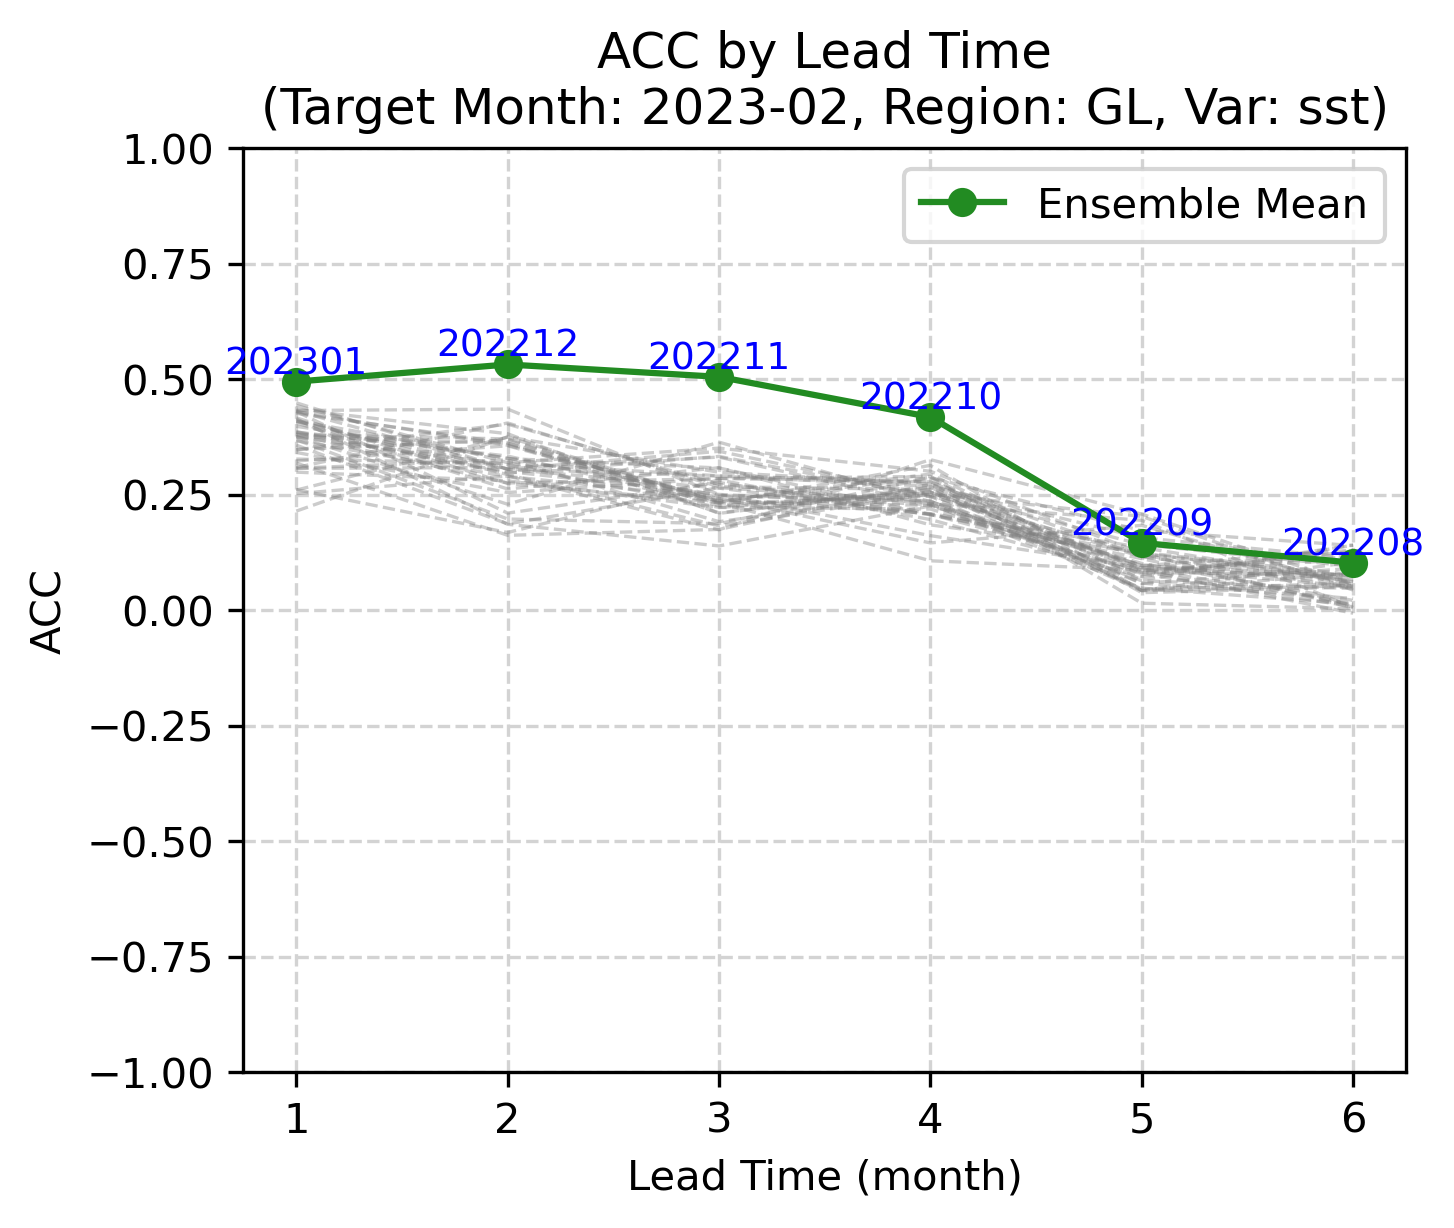 ACC by Lead Time
(Target Month: 2023-02, Region: GL, Var: sst)
1.00
0.75
0.50
0.25
0.00
−0.25
−0.50
−0.75
−1.00
ACC
Ensemble Mean
202301
202212
202211
202210
202209
202208
1 2 3 4 5 6
Lead Time (month)